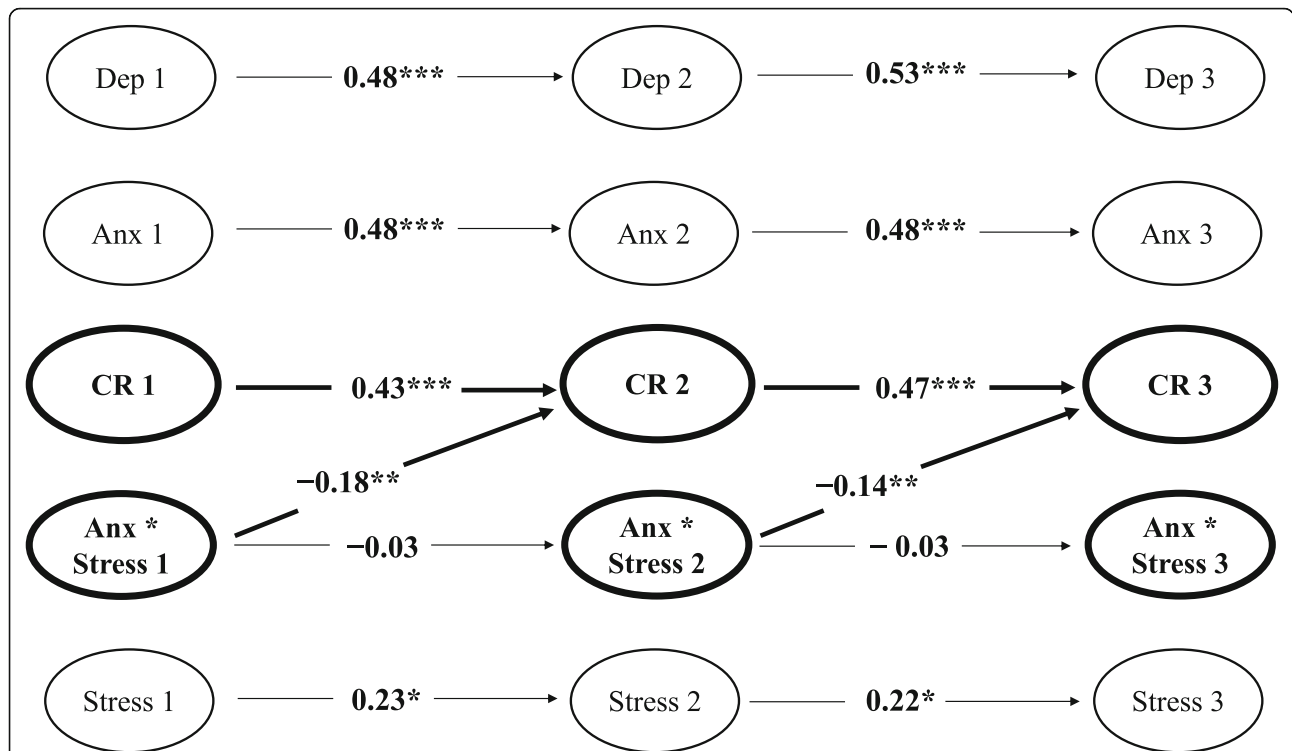 Dep 1 0.48*** Dep 2 0.53*** Dep 3
Anx 1 0.48*** Anx 2 0.48*** Anx 3
CR 1 0.43*** CR 2 0.47*** CR 3
−0.18** −0.14**
Anx * Anx * Anx *
Stress 1 −0.03 Stress 2 − 0.03 Stress 3
Stress 1 0.23* Stress 2 0.22* Stress 3